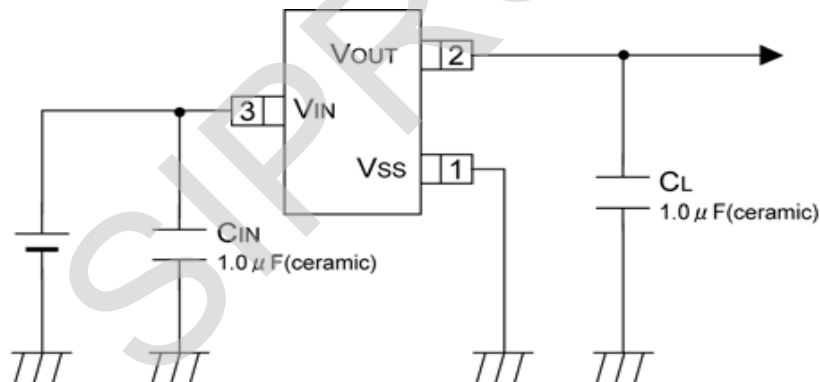 VOUT 2
3 VIN
VSS 1
CIN
1.0 μF(ceramic)
CL
1.0 μF(ceramic)